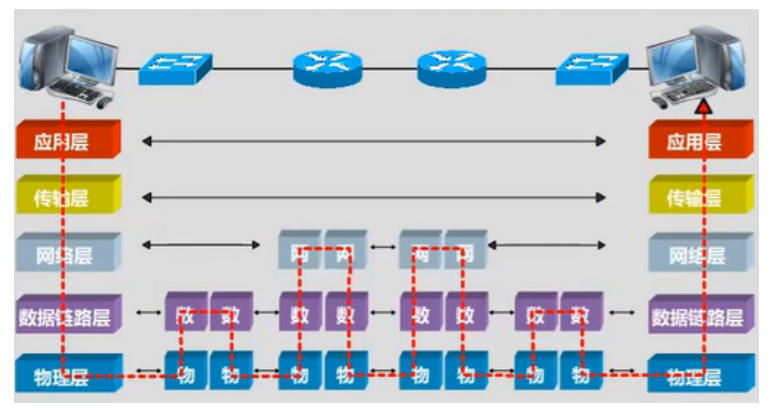 应用层 应用层
传输层 传输层
网络层 网 网 网 网 网络层
数据链路层 数 数 数 数 数 数 数 数 数据链路层
物理层 物 物 物 物 物 物 物 物 物理层